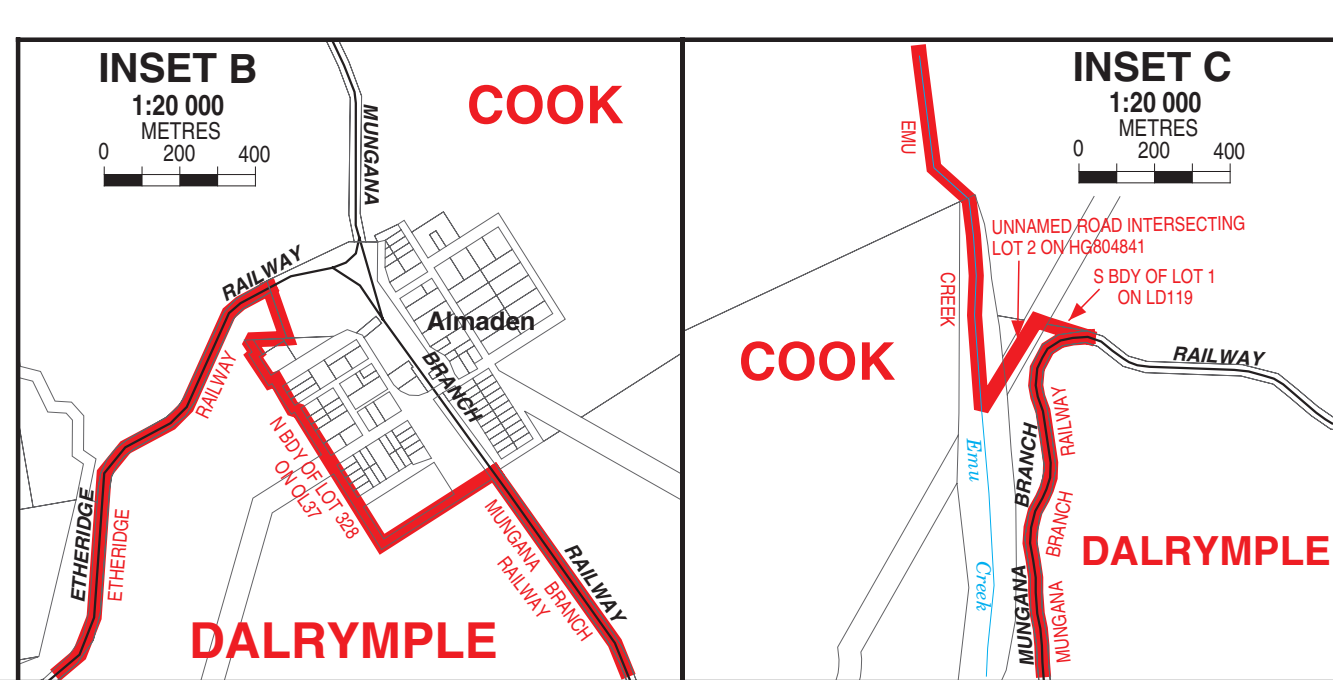 INSET B
1:20 000
METRES
0 200 400
COOK
MUNGANA
RAILWAY
RAILWAY
Almaden
BRANCH
N BDY OF LOT 328
ON OL37
ETHERIDGE
ETHERIDGE
MUNGANA BRANCH
RAILWAY
RAILWAY
DALRYMPLE
INSET C
1:20 000
METRES
0 200 400
EMU
CREEK
UNNAMED ROAD INTERSECTING
LOT 2 ON HG804841
S BDY OF LOT 1
ON LD119
COOK
RAILWAY
Emu
Creek
MUNGANA BRANCH
MUNGANA BRANCH RAILWAY
DALRYMPLE